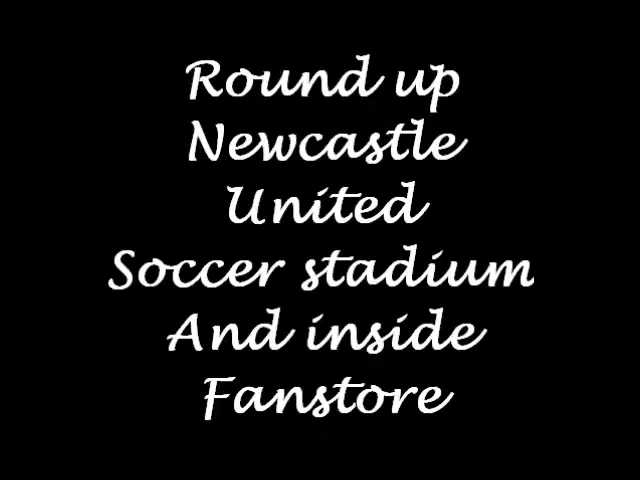 Round up
Newcastle
United
Soccer stadium
And inside
Fanstore